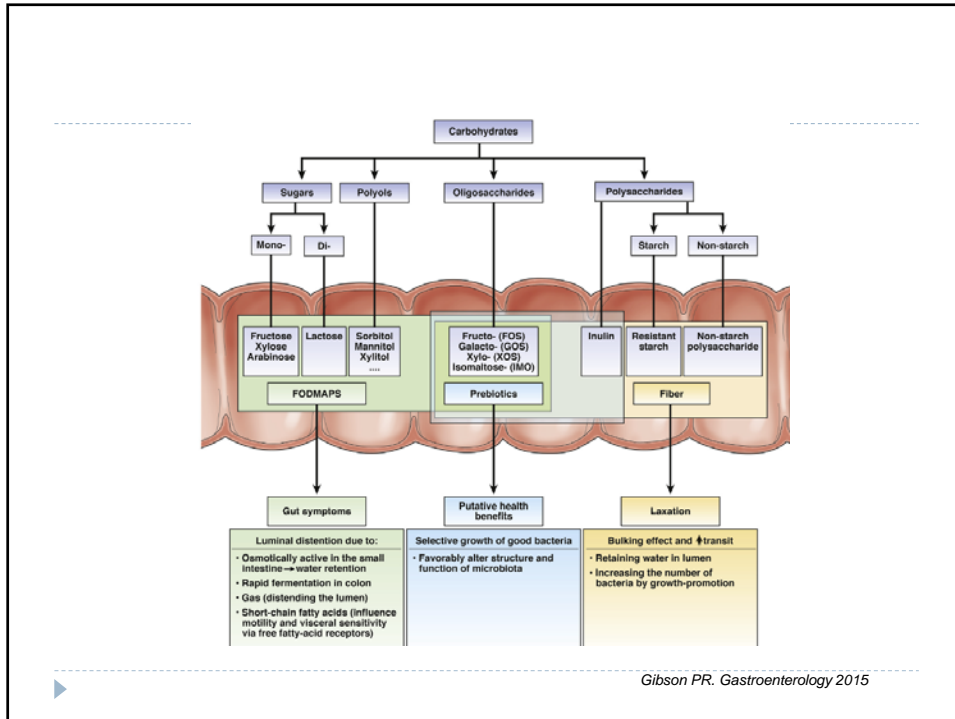 Carbohydrates
Sugars
Polyols
Oligosaccharides
Polysaccharides
Mono-
Di-
Starch
Non-starch
Fructose
Xylose
Arabinose
Lactose
Sorbitol
Mannitol
Xylitol
....
Fructo- (FOS)
Galacto- (GOS)
Xylo- (XOS)
Isomaltose- (IMO)
Inulin
Resistant
starch
Non-starch
polysaccharide
FODMAPS
Prebiotics
Fiber
Gut symptoms
Putative health
benefits
Laxation
Luminal distention due to:
• Osmotically active in the small
intestine→water retention
• Rapid fermentation in colon
• Gas (distending the lumen)
• Short-chain fatty acids (influence
motility and visceral sensitivity
via free fatty-acid receptors)
Selective growth of good bacteria
• Favorably alter structure and
function of microbiota
Bulking effect and ↑transit
• Retaining water in lumen
• Increasing the number of
bacteria by growth-promotion
Gibson PR. Gastroenterology 2015